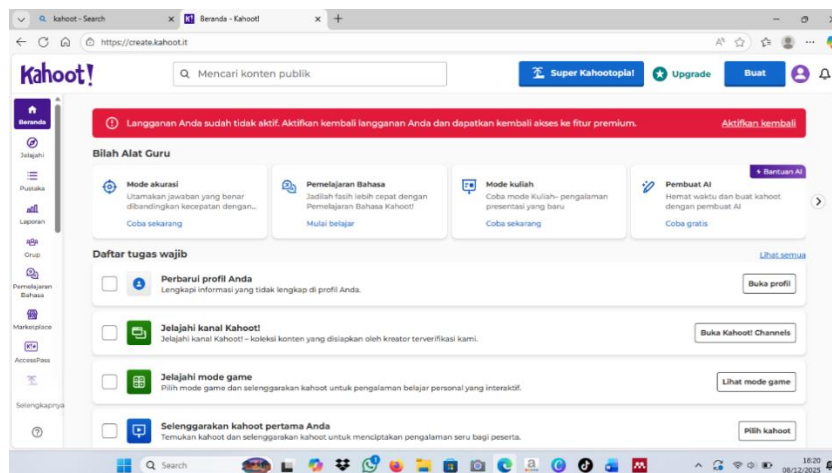 kahoot - Search
K! Beranda - Kahoot!
https://create.kahoot.it
Kahoot!
Mencari konten publik
Super Kahootopia!
Upgrade
Buat
Beranda
Jelajahi
Pustaka
Laporan
Grup
Pemelajaran
Bahasa
Marketplace
K!+
AccessPass
Selengkapnya
Langganan Anda sudah tidak aktif. Aktifkan kembali langganan Anda dan dapatkan kembali akses ke fitur premium.
Aktifkan kembali
Bilah Alat Guru
Mode akurasi
Utamakan jawaban yang benar
dibandingkan kecepatan dengan...
Coba sekarang
Pemelajaran Bahasa
Jadilah fasih lebih cepat dengan
Pemelajaran Bahasa Kahoot!
Mulai belajar
Mode kuliah
Coba mode Kuliah– pengalaman
presentasi yang baru
Coba sekarang
+ Bantuan AI
Pembuat AI
Hemat waktu dan buat kahoot
dengan pembuat AI
Coba gratis
Daftar tugas wajib
Lihat semua
Perbarui profil Anda
Lengkapi informasi yang tidak lengkap di profil Anda.
Buka profil
Jelajahi kanal Kahoot!
Jelajahi kanal Kahoot! – koleksi konten yang disiapkan oleh kreator terverifikasi kami.
Buka Kahoot! Channels
Jelajahi mode game
Pilih mode game dan selenggarakan kahoot untuk pengalaman belajar personal yang interaktif.
Lihat mode game
Selenggarakan kahoot pertama Anda
Temukan kahoot dan selenggarakan kahoot untuk menciptakan pengalaman seru bagi peserta.
Pilih kahoot
Search
18:20
08/12/2025